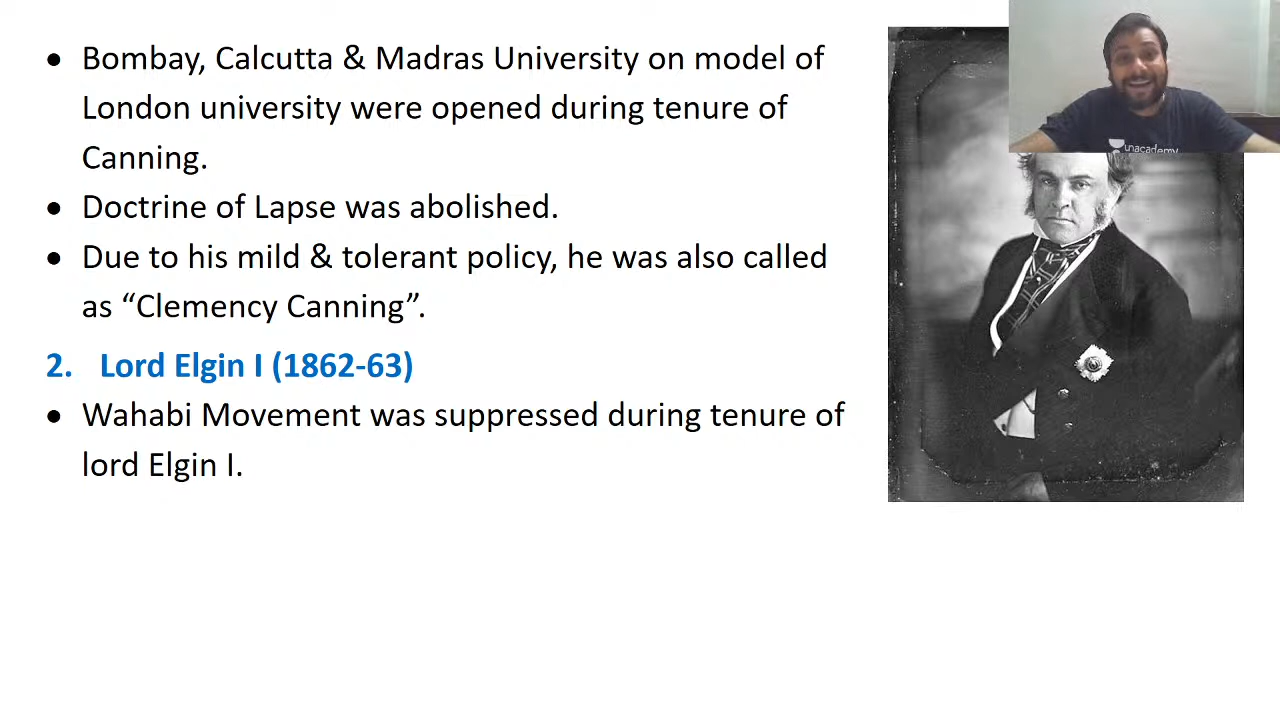 • Bombay, Calcutta & Madras University on model of
London university were opened during tenure of
Canning.
• Doctrine of Lapse was abolished.
• Due to his mild & tolerant policy, he was also called
as “Clemency Canning”.
2. Lord Elgin I (1862-63)
• Wahabi Movement was suppressed during tenure of
lord Elgin I.
unacademy